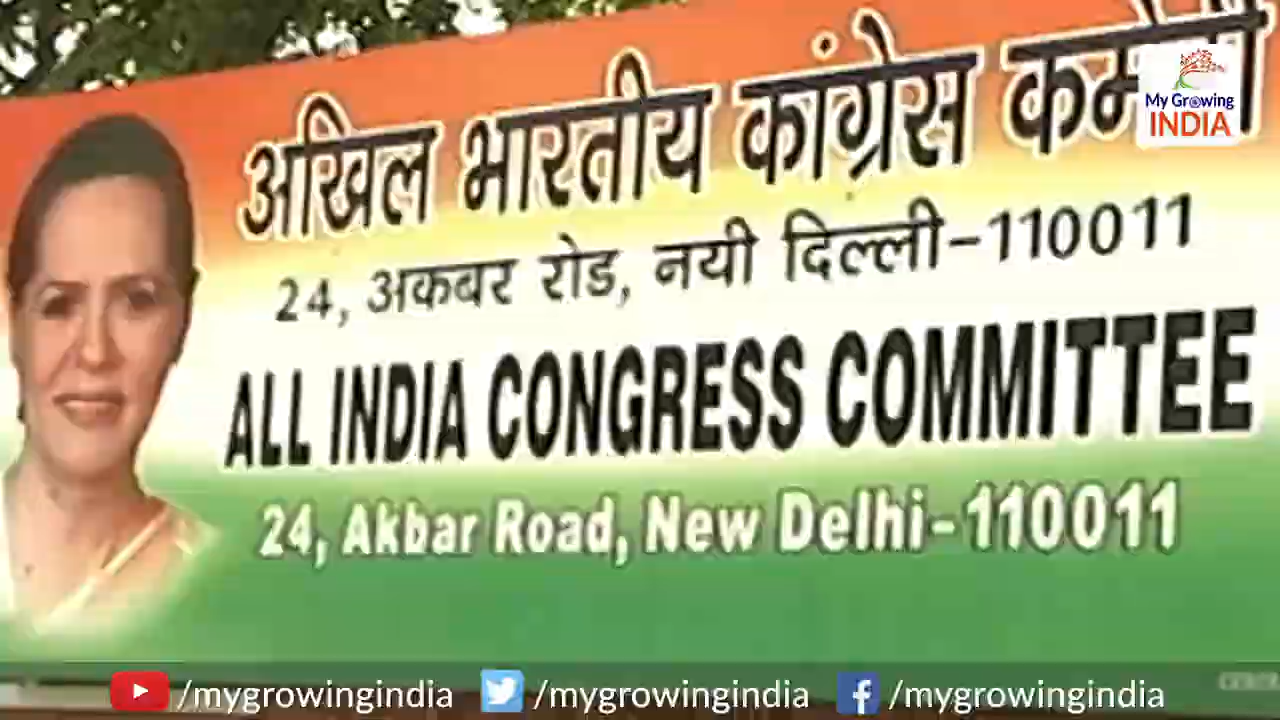 अखिल भारतीय कांग्रेस कमेटी
24, अकबर रोड, नयी दिल्ली-110011
ALL INDIA CONGRESS COMMITTEE
24, Akbar Road, New Delhi-110011
My Growing
INDIA
/mygrowingindia /mygrowingindia /mygrowingindia